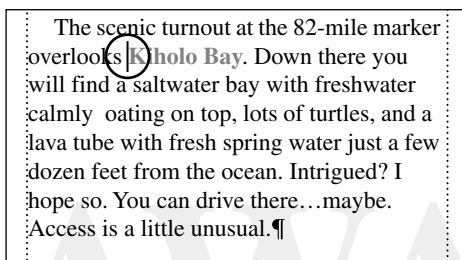 The scenic turnout at the 82-mile marker
overlooks Kiholo Bay. Down there you
will find a saltwater bay with freshwater
calmly  oating on top, lots of turtles, and a
lava tube with fresh spring water just a few
dozen feet from the ocean. Intrigued? I
hope so. You can drive there…maybe.
Access is a little unusual.¶